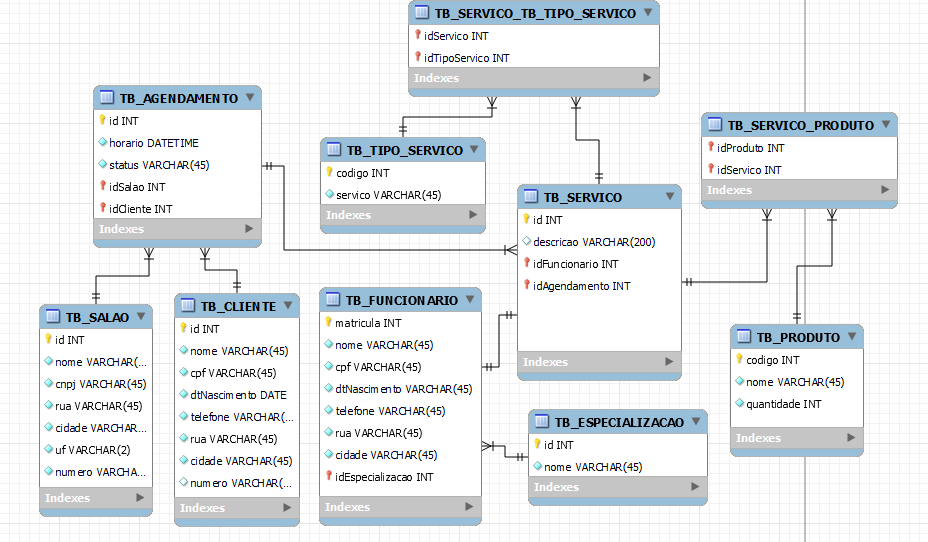 TB_SERVICO_TB_TIPO_SERVICO
idServico INT
idTipoServico INT
Indexes
TB_AGENDAMENTO
id INT
horario DATETIME
status VARCHAR(45)
idSalao INT
idCliente INT
Indexes
TB_TIPO_SERVICO
codigo INT
servico VARCHAR(45)
Indexes
TB_SERVICO_PRODUTO
idProduto INT
idServico INT
Indexes
TB_SERVICO
id INT
descricao VARCHAR(200)
idFuncionario INT
idAgendamento INT
Indexes
TB_SALAO
id INT
nome VARCHAR(...
cnpj VARCHAR(45)
rua VARCHAR(45)
cidade VARCHAR...
uf VARCHAR(2)
numero VARCHA...
Indexes
TB_CLIENTE
id INT
nome VARCHAR(45)
cpf VARCHAR(45)
dtNascimento DATE
telefone VARCHAR(...
rua VARCHAR(45)
cidade VARCHAR(45)
numero VARCHAR(...
Indexes
TB_FUNCIONARIO
matricula INT
nome VARCHAR(45)
cpf VARCHAR(45)
dtNascimento VARCHAR(45)
telefone VARCHAR(45)
rua VARCHAR(45)
cidade VARCHAR(45)
idEspecializacao INT
Indexes
TB_ESPECIALIZACAO
id INT
nome VARCHAR(45)
Indexes
TB_PRODUTO
codigo INT
nome VARCHAR(45)
quantidade INT
Indexes